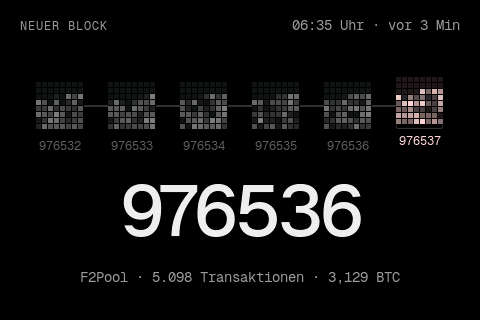 NEUER BLOCK
06:35 Uhr · vor 3 Min
976532
976533
976534
976535
976536
976537
976536
F2Pool · 5.098 Transaktionen · 3,129 BTC